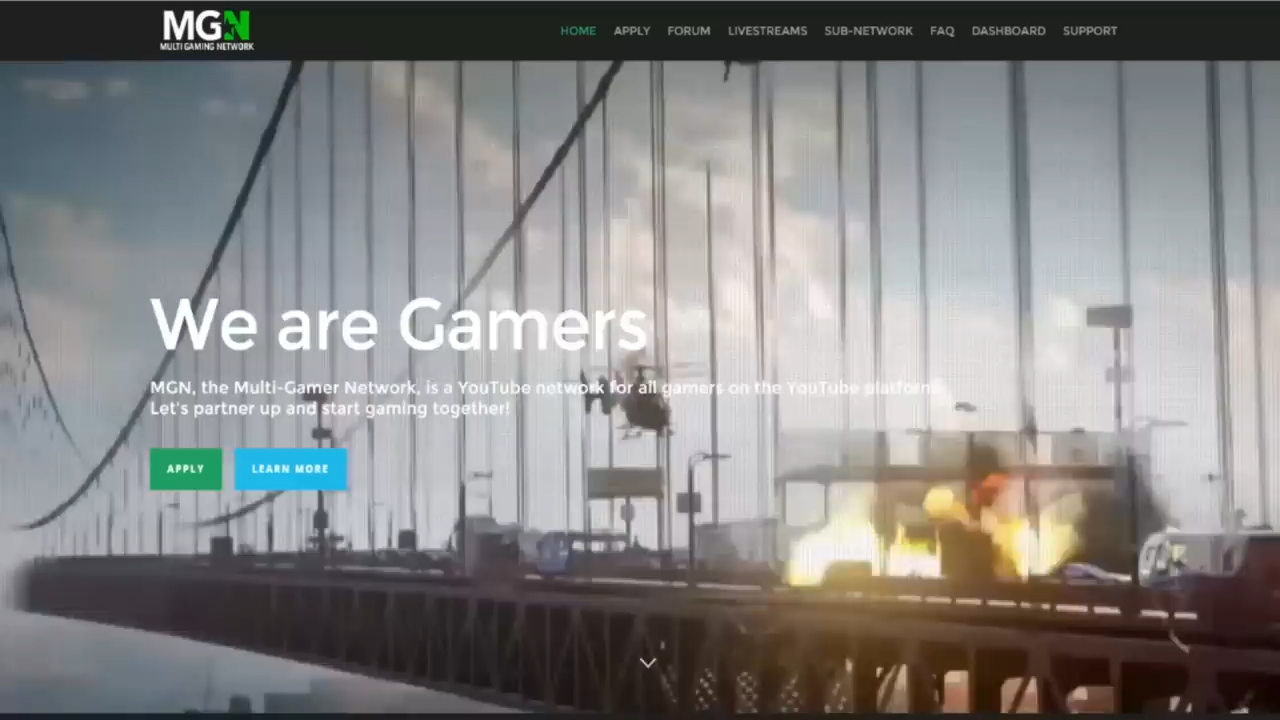 MGN
MULTI GAMING NETWORK
HOME APPLY FORUM LIVESTREAMS SUB-NETWORK FAQ DASHBOARD SUPPORT
We are Gamers
MGN, the Multi-Gamer Network, is a YouTube network for all gamers on the YouTube platform.
Let's partner up and start gaming together!
APPLY LEARN MORE